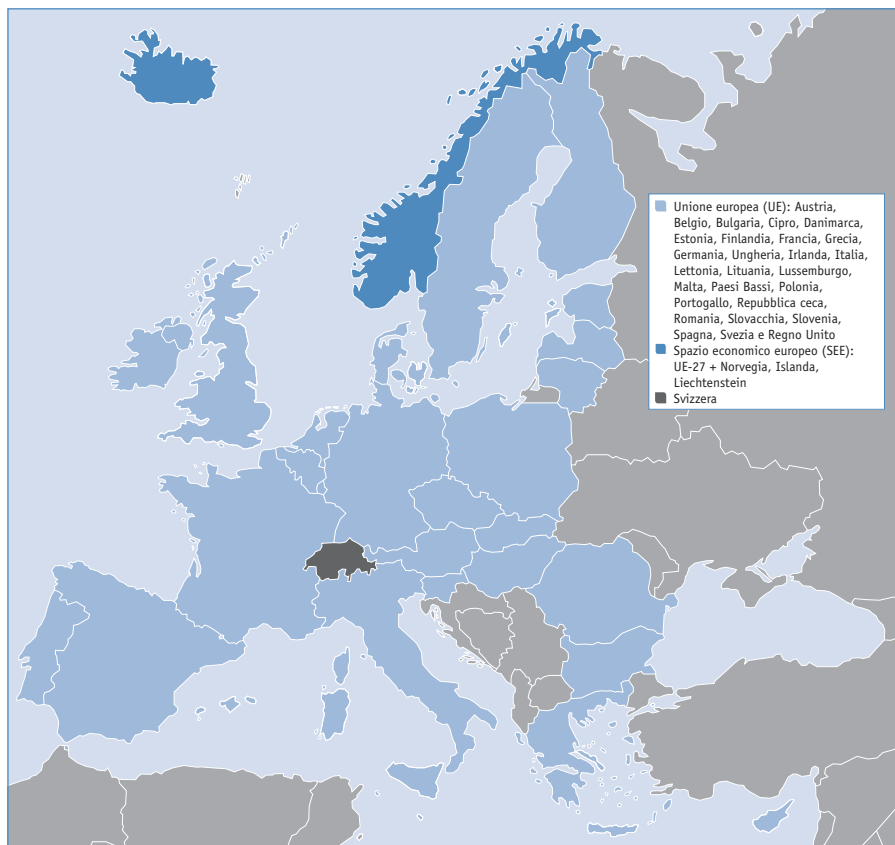 Unione europea (UE): Austria,
Belgio, Bulgaria, Cipro, Danimarca,
Estonia, Finlandia, Francia, Grecia,
Germania, Ungheria, Irlanda, Italia,
Lettonia, Lituania, Lussemburgo,
Malta, Paesi Bassi, Polonia,
Portogallo, Repubblica ceca,
Romania, Slovacchia, Slovenia,
Spagna, Svezia e Regno Unito
Spazio economico europeo (SEE):
UE-27 + Norvegia, Islanda,
Liechtenstein
Svizzera